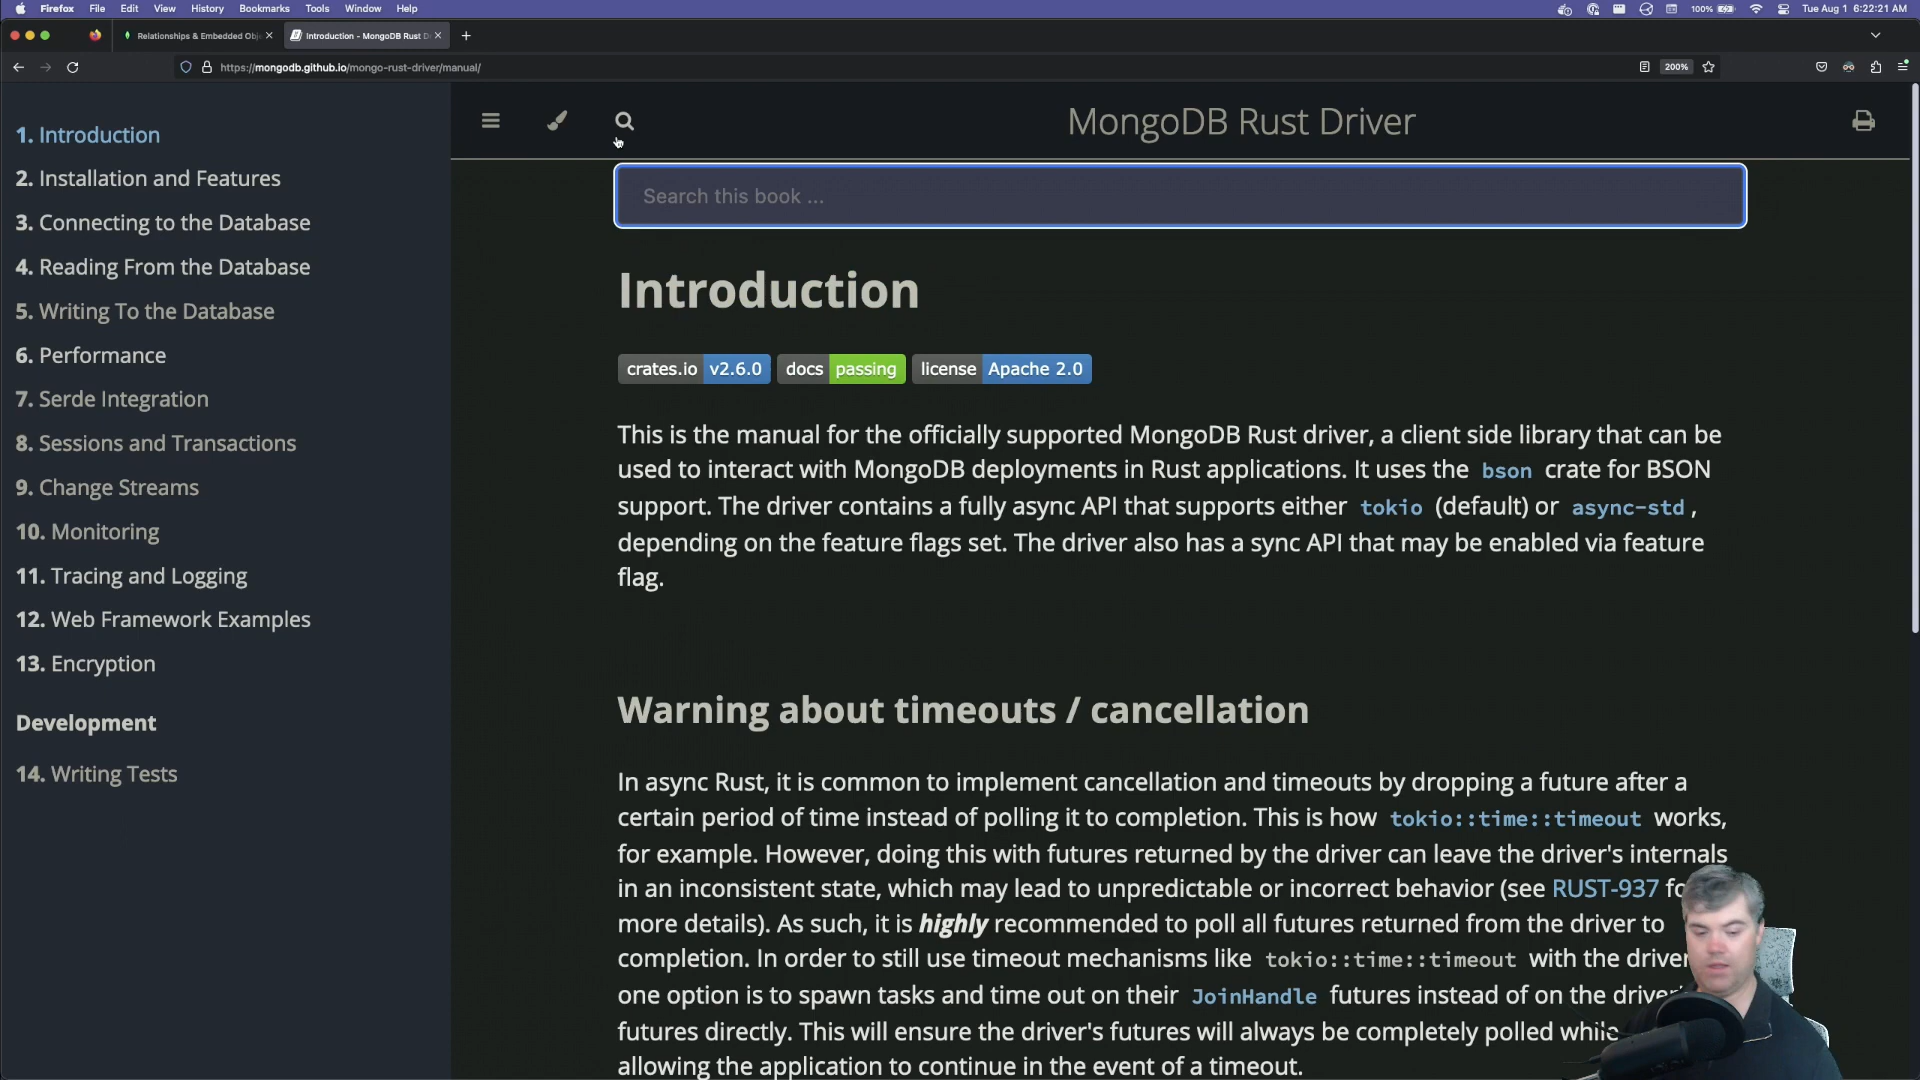 Firefox File Edit View History Bookmarks Tools Window Help 100% Tue Aug 1 6:22:21 AM
Relationships & Embedded Obj
Introduction - MongoDB Rust D
https://mongodb.github.io/mongo-rust-driver/manual/ 200%
1. Introduction
2. Installation and Features
3. Connecting to the Database
4. Reading From the Database
5. Writing To the Database
6. Performance
7. Serde Integration
8. Sessions and Transactions
9. Change Streams
10. Monitoring
11. Tracing and Logging
12. Web Framework Examples
13. Encryption
Development
14. Writing Tests
MongoDB Rust Driver
Search this book ...
Introduction
crates.io v2.6.0 docs passing license Apache 2.0
This is the manual for the officially supported MongoDB Rust driver, a client side library that can be
used to interact with MongoDB deployments in Rust applications. It uses the bson crate for BSON
support. The driver contains a fully async API that supports either tokio (default) or async-std,
depending on the feature flags set. The driver also has a sync API that may be enabled via feature
flag.
Warning about timeouts / cancellation
In async Rust, it is common to implement cancellation and timeouts by dropping a future after a
certain period of time instead of polling it to completion. This is how tokio::time::timeout works,
for example. However, doing this with futures returned by the driver can leave the driver's internals
in an inconsistent state, which may lead to unpredictable or incorrect behavior (see RUST-937
more details). As such, it is highly recommended to poll all futures returned from the driver to
completion. In order to still use timeout mechanisms like tokio::time::timeout with the driver
one option is to spawn tasks and time out on their JoinHandle futures instead of on the driver'
futures directly. This will ensure the driver's futures will always be completely polled while
allowing the application to continue in the event of a timeout.